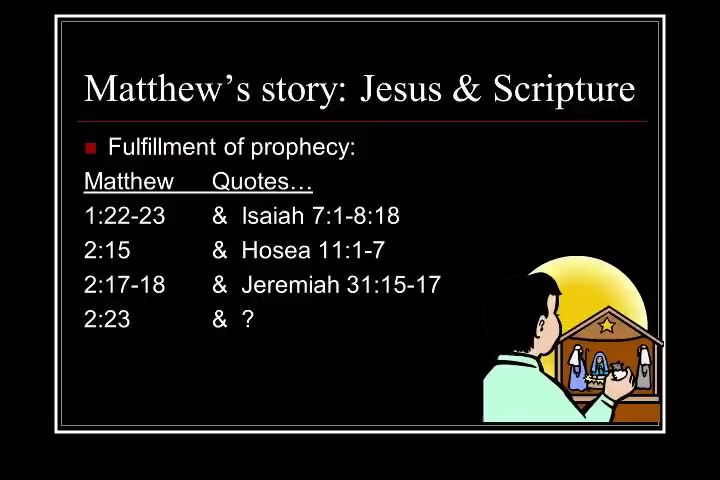 Matthew’s story: Jesus & Scripture
Fulfillment of prophecy:
Matthew Quotes…
1:22-23 & Isaiah 7:1-8:18
2:15 & Hosea 11:1-7
2:17-18 & Jeremiah 31:15-17
2:23 & ?